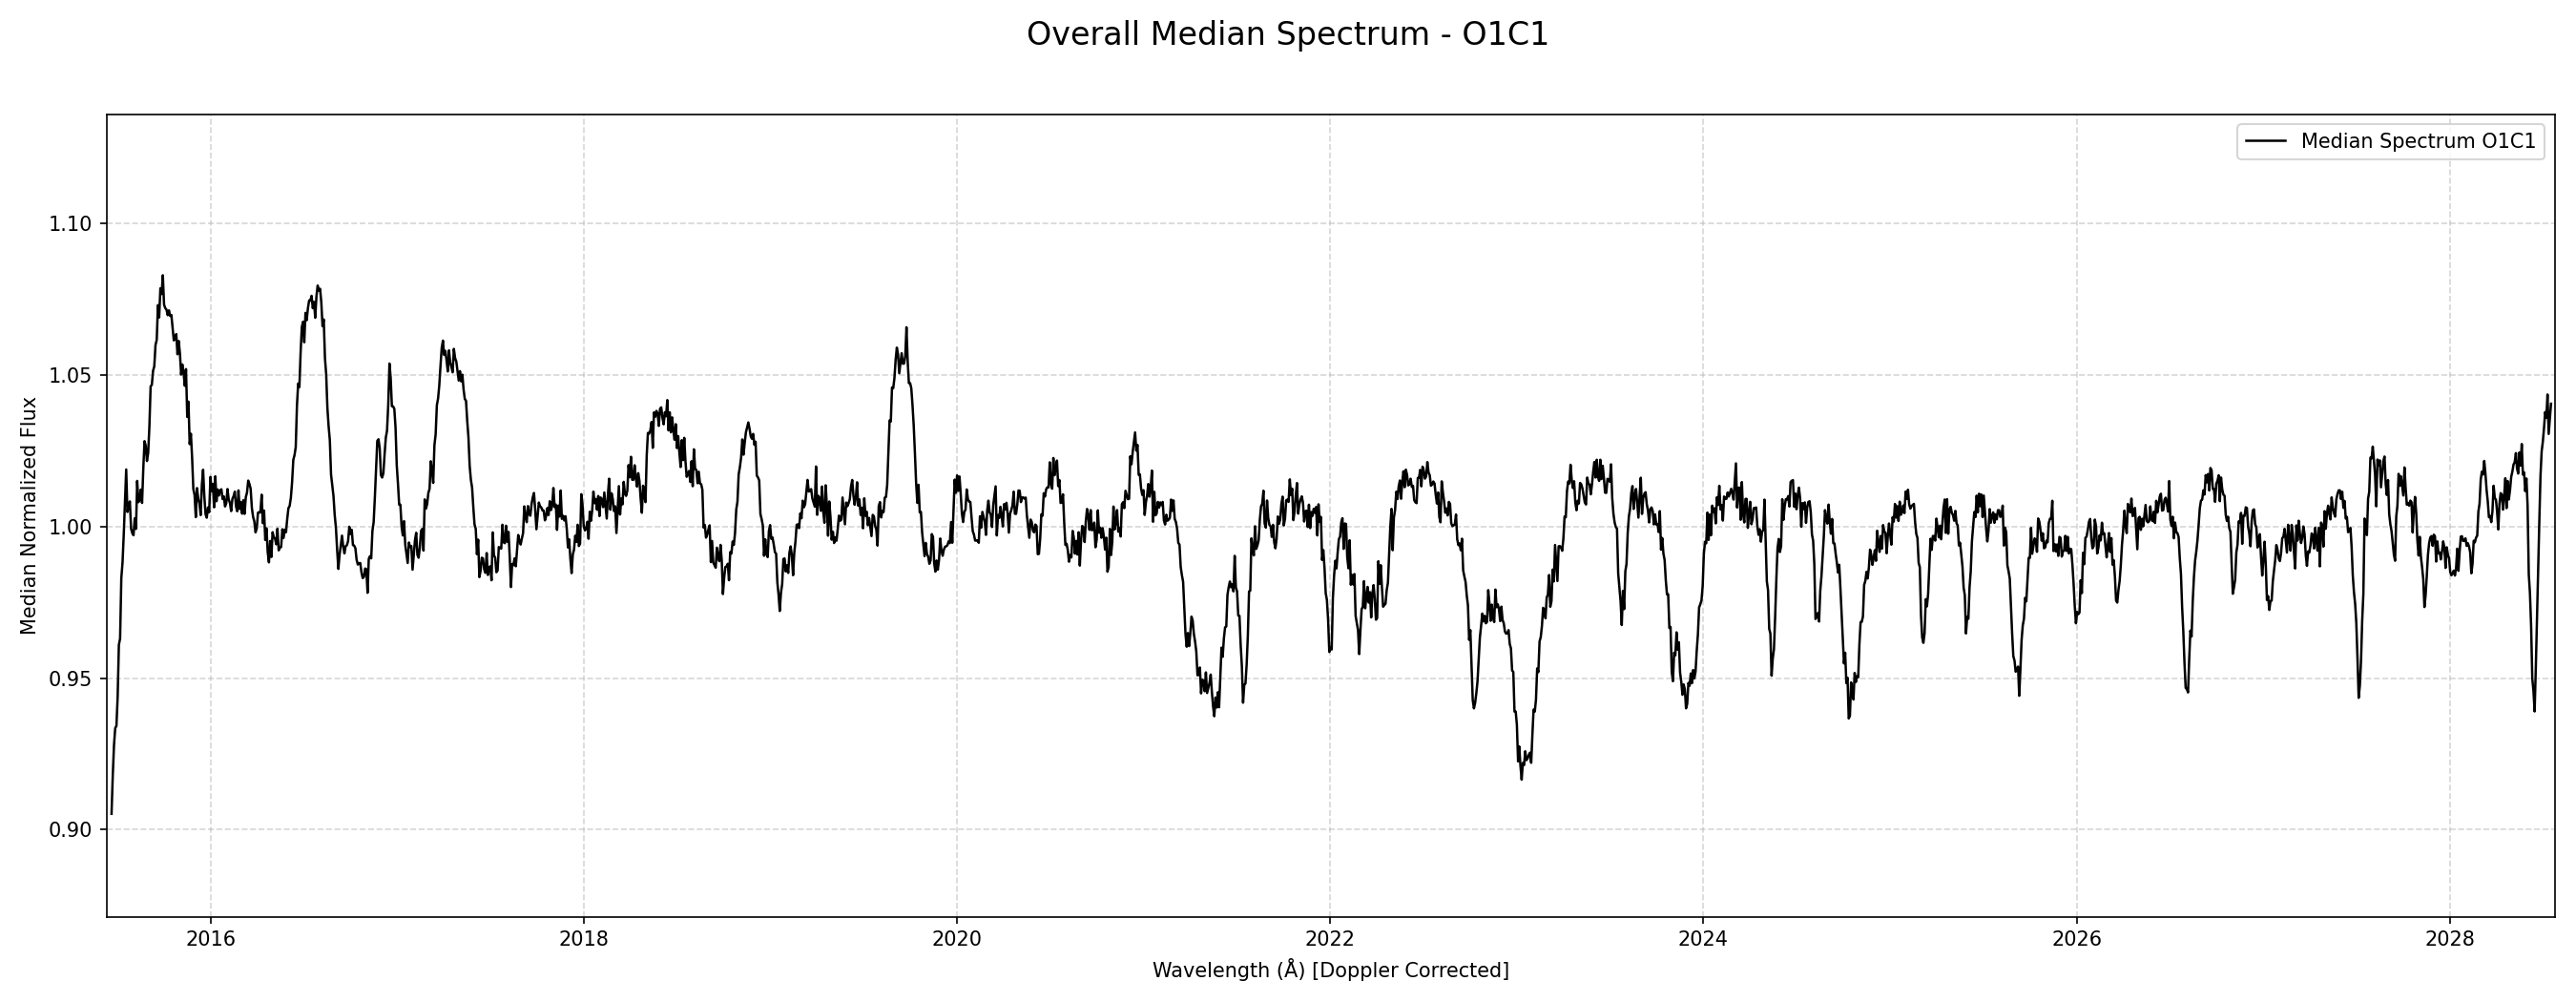 Overall Median Spectrum - O1C1
Median Spectrum O1C1
Median Normalized Flux
1.10
1.05
1.00
0.95
0.90
2016 2018 2020 2022 2024 2026 2028
Wavelength (Å) [Doppler Corrected]